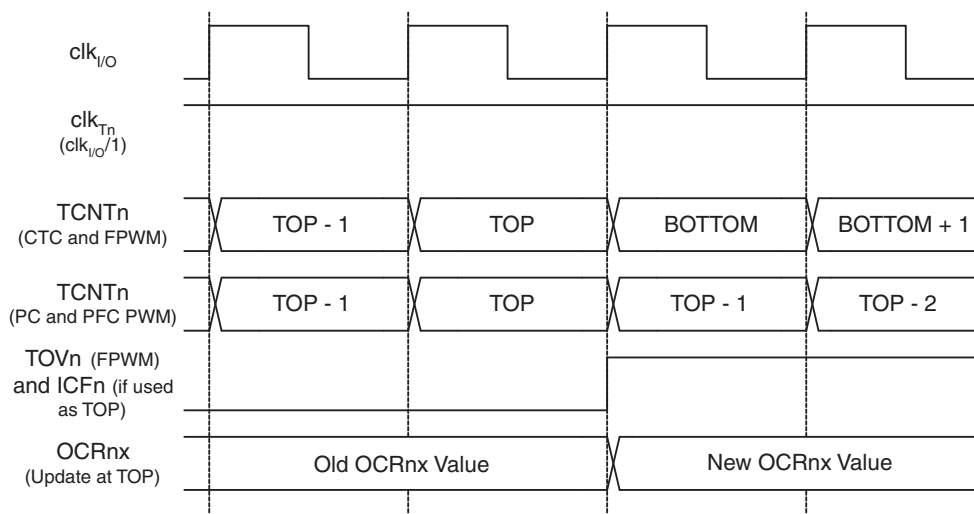 clkI/O
clkTn
(clkI/O/1)
TCNTn
(CTC and FPWM)
TOP - 1
TOP
BOTTOM
BOTTOM + 1
TCNTn
(PC and PFC PWM)
TOP - 1
TOP
TOP - 1
TOP - 2
TOVn (FPWM)
and ICFn (if used
as TOP)
OCRnx
(Update at TOP)
Old OCRnx Value
New OCRnx Value